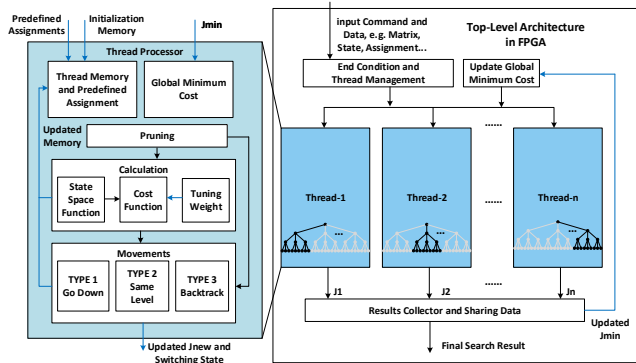 Predefined
Assignments
Initialization
Memory
Jmin
Thread Processor
Thread Memory
and Predefined
Assignment
Global Minimum
Cost
Updated
Memory
Pruning
Calculation
State
Space
Function
Cost
Function
Tuning
Weight
Movements
TYPE 1
Go Down
TYPE 2
Same
Level
TYPE 3
Backtrack
Updated Jnew and
Switching State
input Command and
Data, e.g. Matrix,
State, Assignment...
Top-Level Architecture
in FPGA
End Condition and
Thread Management
Update Global
Minimum Cost
......
Thread-1
Thread-2
......
Thread-n
...
...
...
J1
J2
......
Jn
Results Collector and Sharing Data
Updated
Jmin
Final Search Result